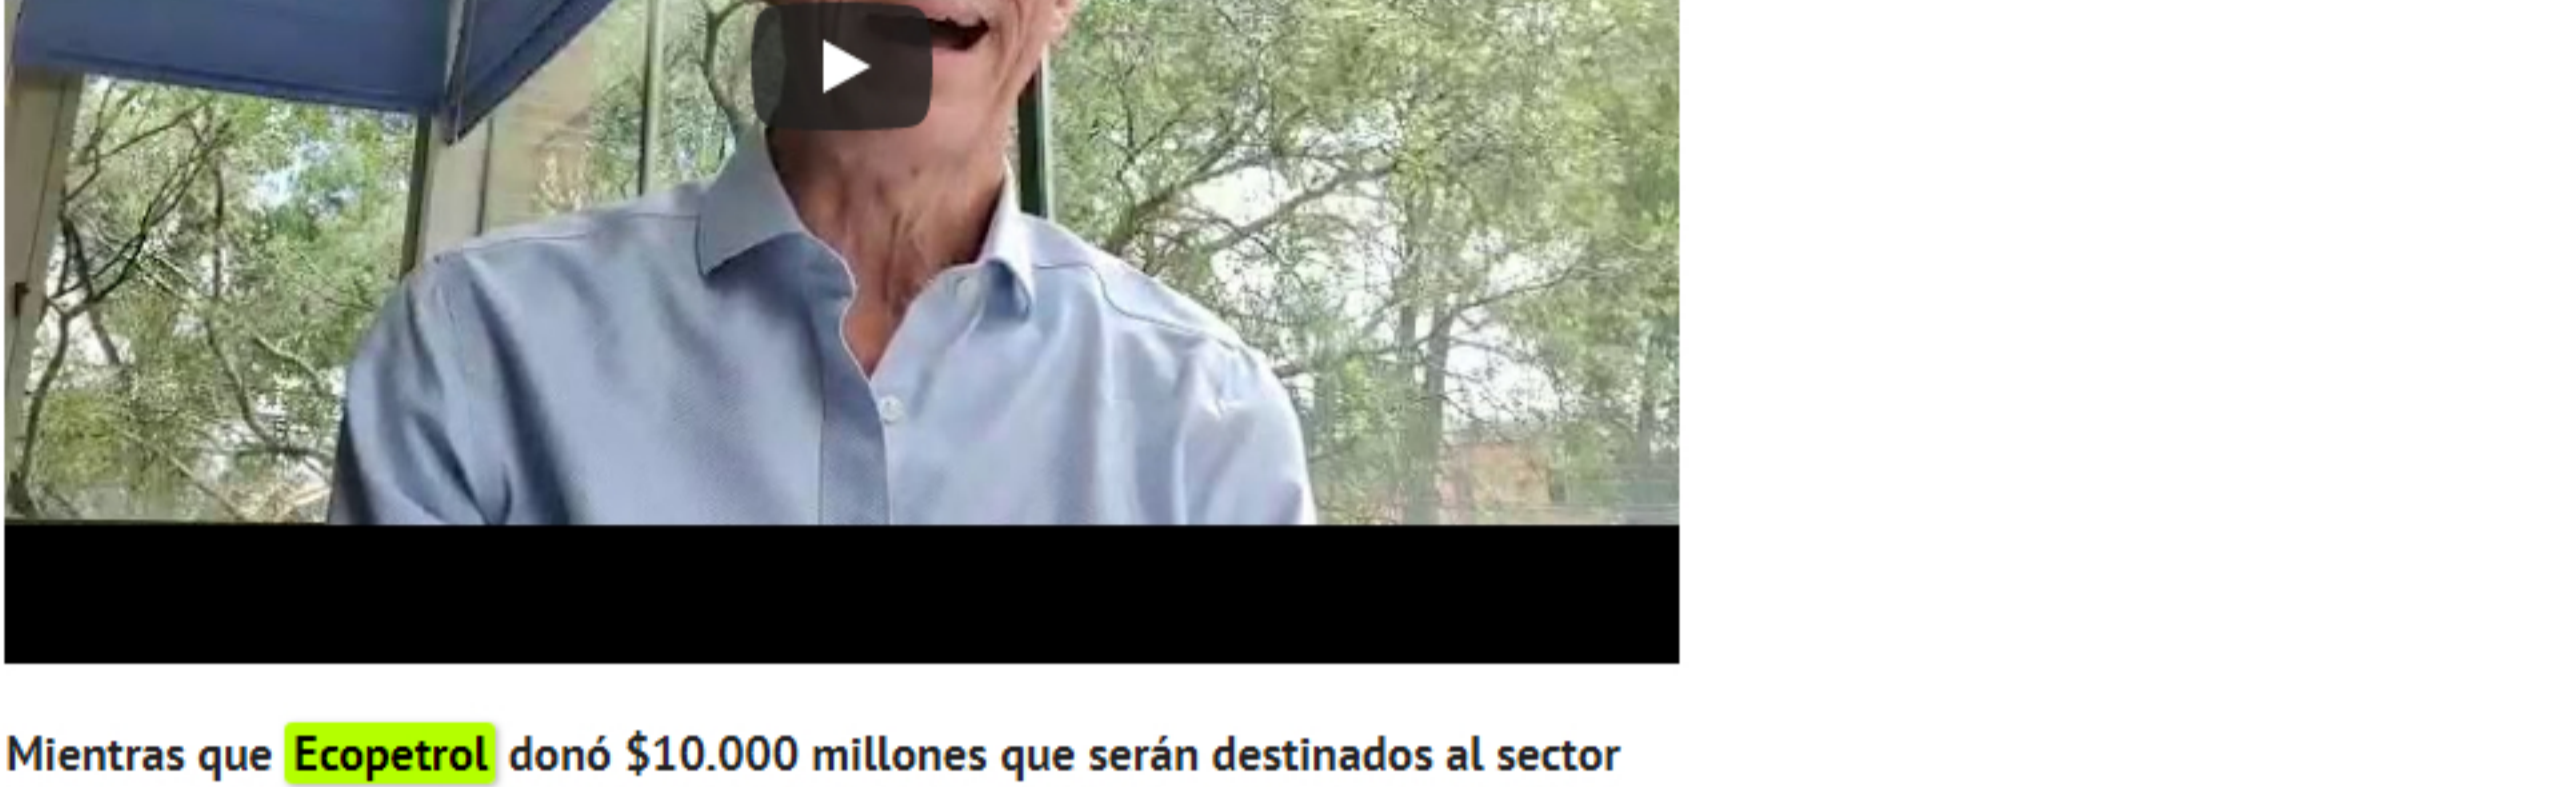 Mientras que Ecopetrol donó $10.000 millones que serán destinados al sector